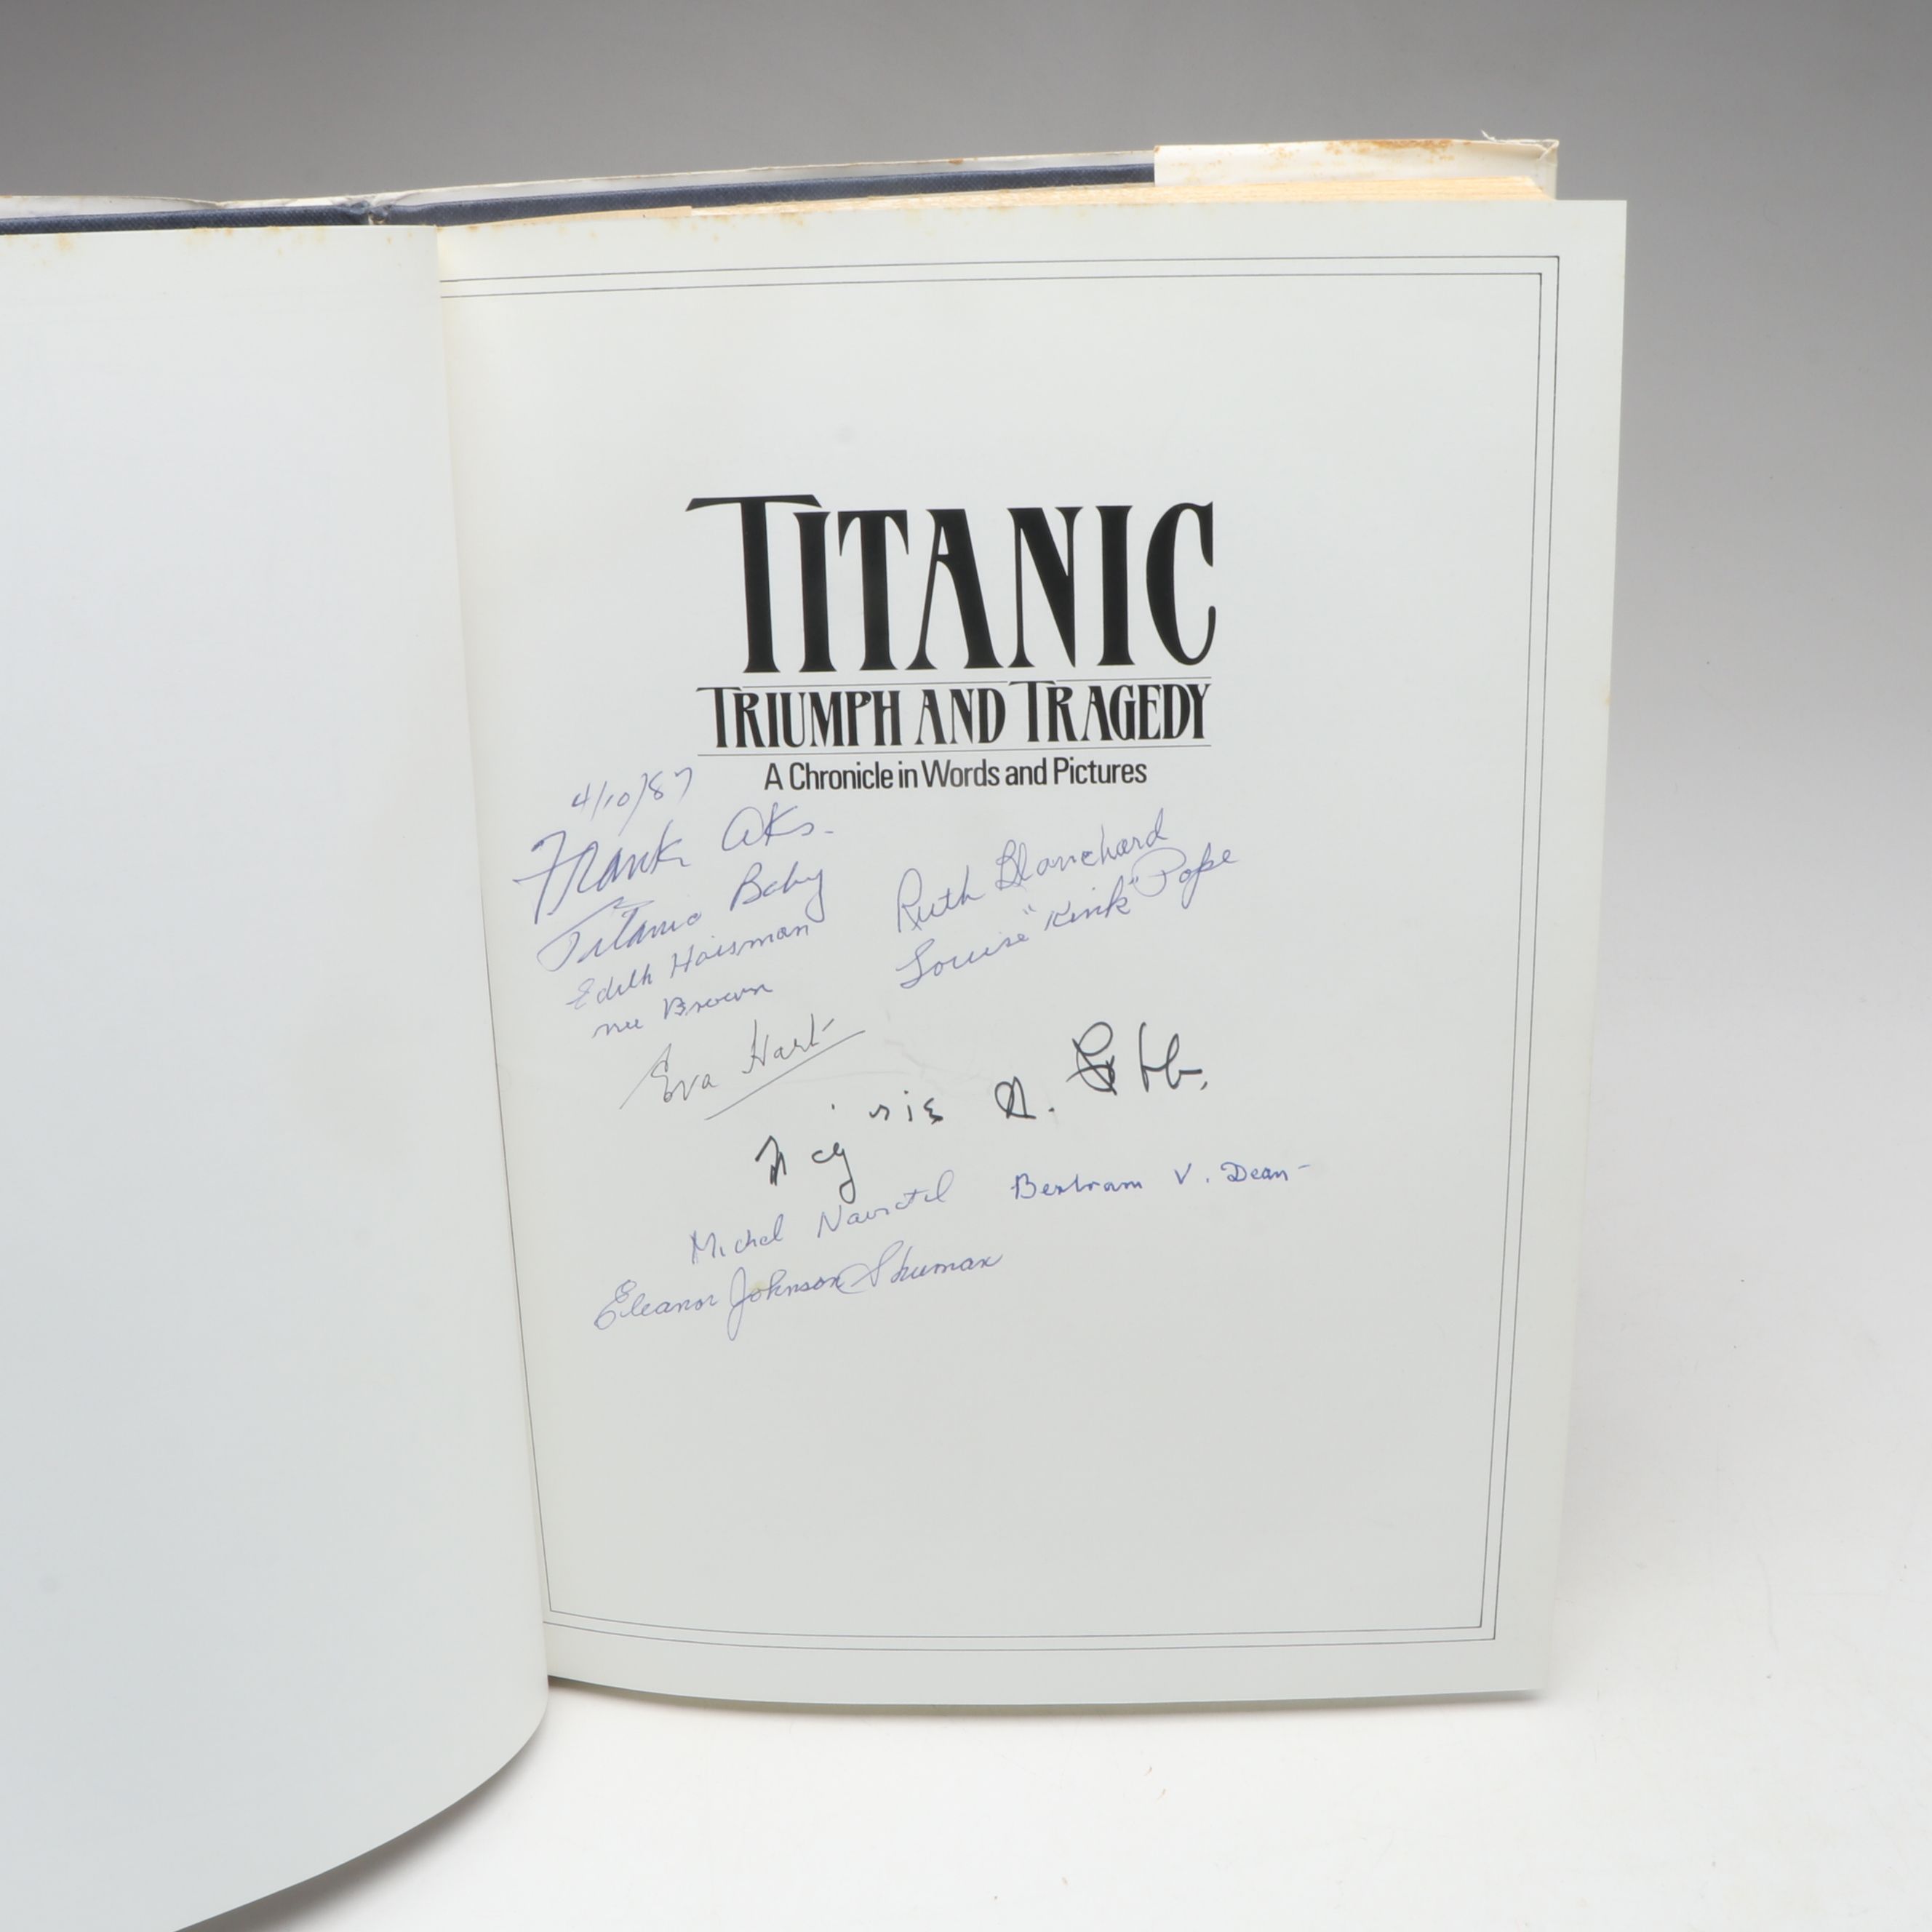 TITANIC
TRIUMPH AND TRAGEDY
A Chronicle in Words and Pictures
4/10/87
Frank Aks.
Titanic Baby
Edith Haisman
nee Brown
Ruth Blanchard
Louise "Kink" Pope
Eva Hart
A.
Michel Navratil
Bertram V. Dean
Eleanor Johnson Shuman